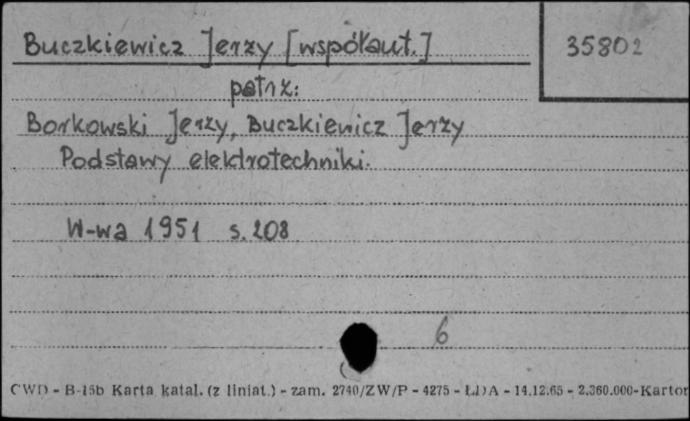 Buczkiewicz Jerzy [współaut.]
35802
patrz:
Borkowski Jerzy, Buczkiewicz Jerzy
Podstawy elektrotechniki.
W-wa 1951 s. 208
6
CWD - B-15b Karta katal. (z liniat.) - zam. 2740/ZW/P - 4275 - ŁDA - 14.12.65 - 2.360.000-Karton